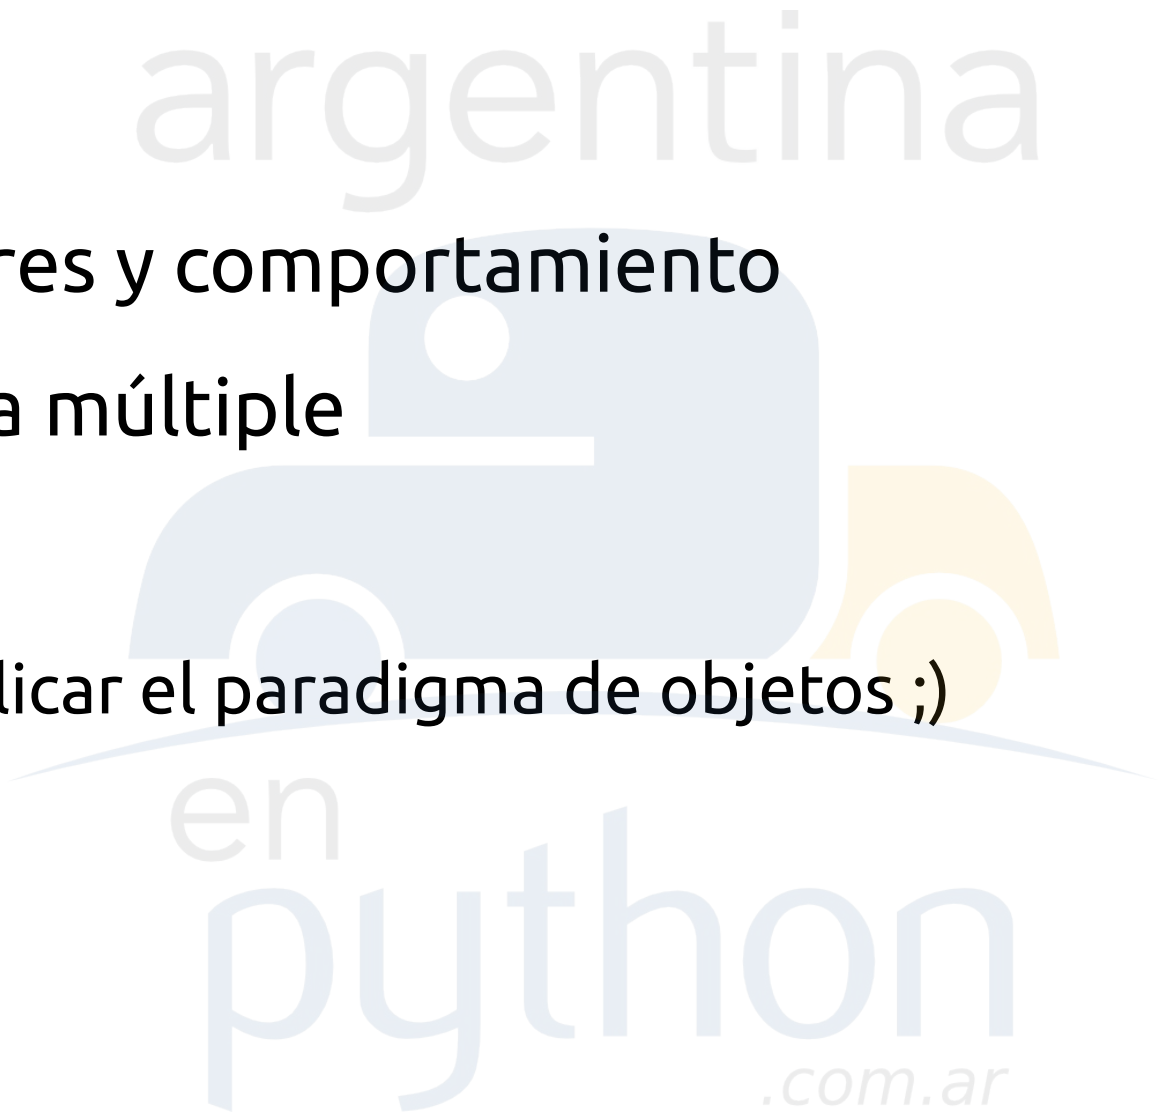 argentina
res y comportamiento
a múltiple
licar el paradigma de objetos ;)
en
python
.com.ar